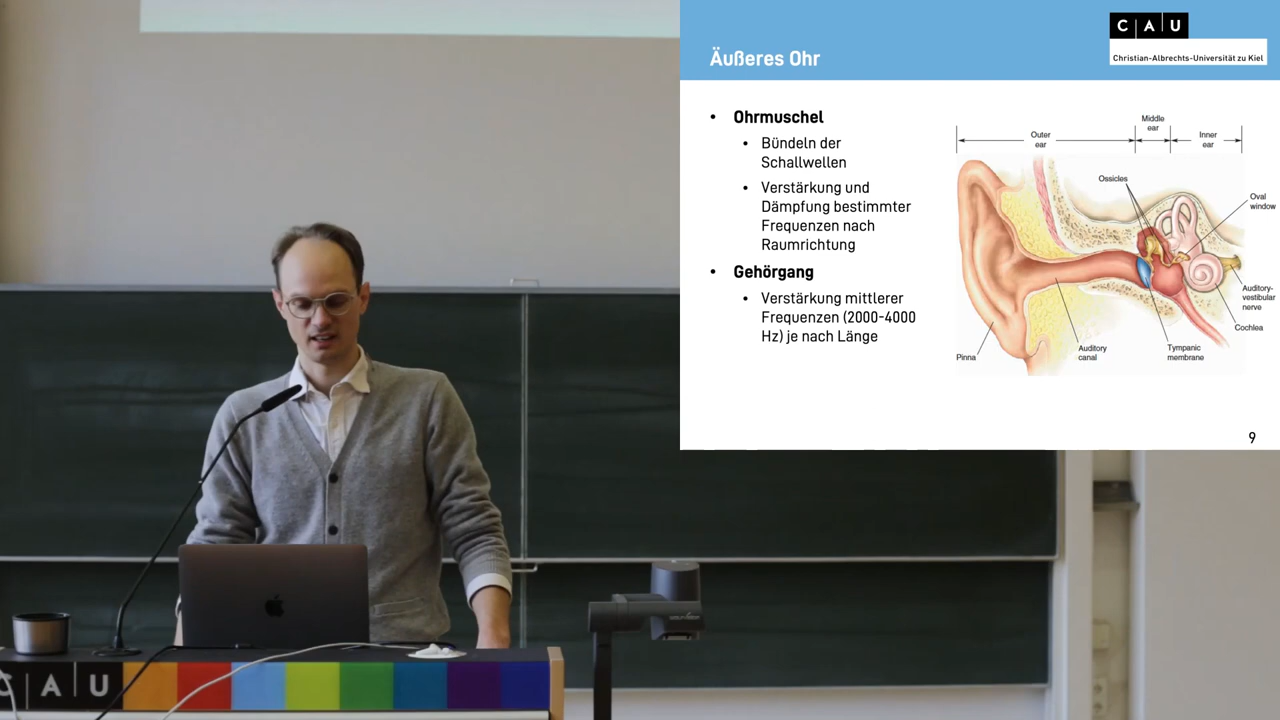 Äußeres Ohr
C A U
Christian-Albrechts-Universität zu Kiel
• Ohrmuschel
• Bündeln der
Schallwellen
• Verstärkung und
Dämpfung bestimmter
Frequenzen nach
Raumrichtung
• Gehörgang
• Verstärkung mittlerer
Frequenzen (2000-4000
Hz) je nach Länge
Outer
ear
Middle
ear
Inner
ear
Ossicles
Oval
window
Auditory-
vestibular
nerve
Cochlea
Tympanic
membrane
Auditory
canal
Pinna
9
C A U